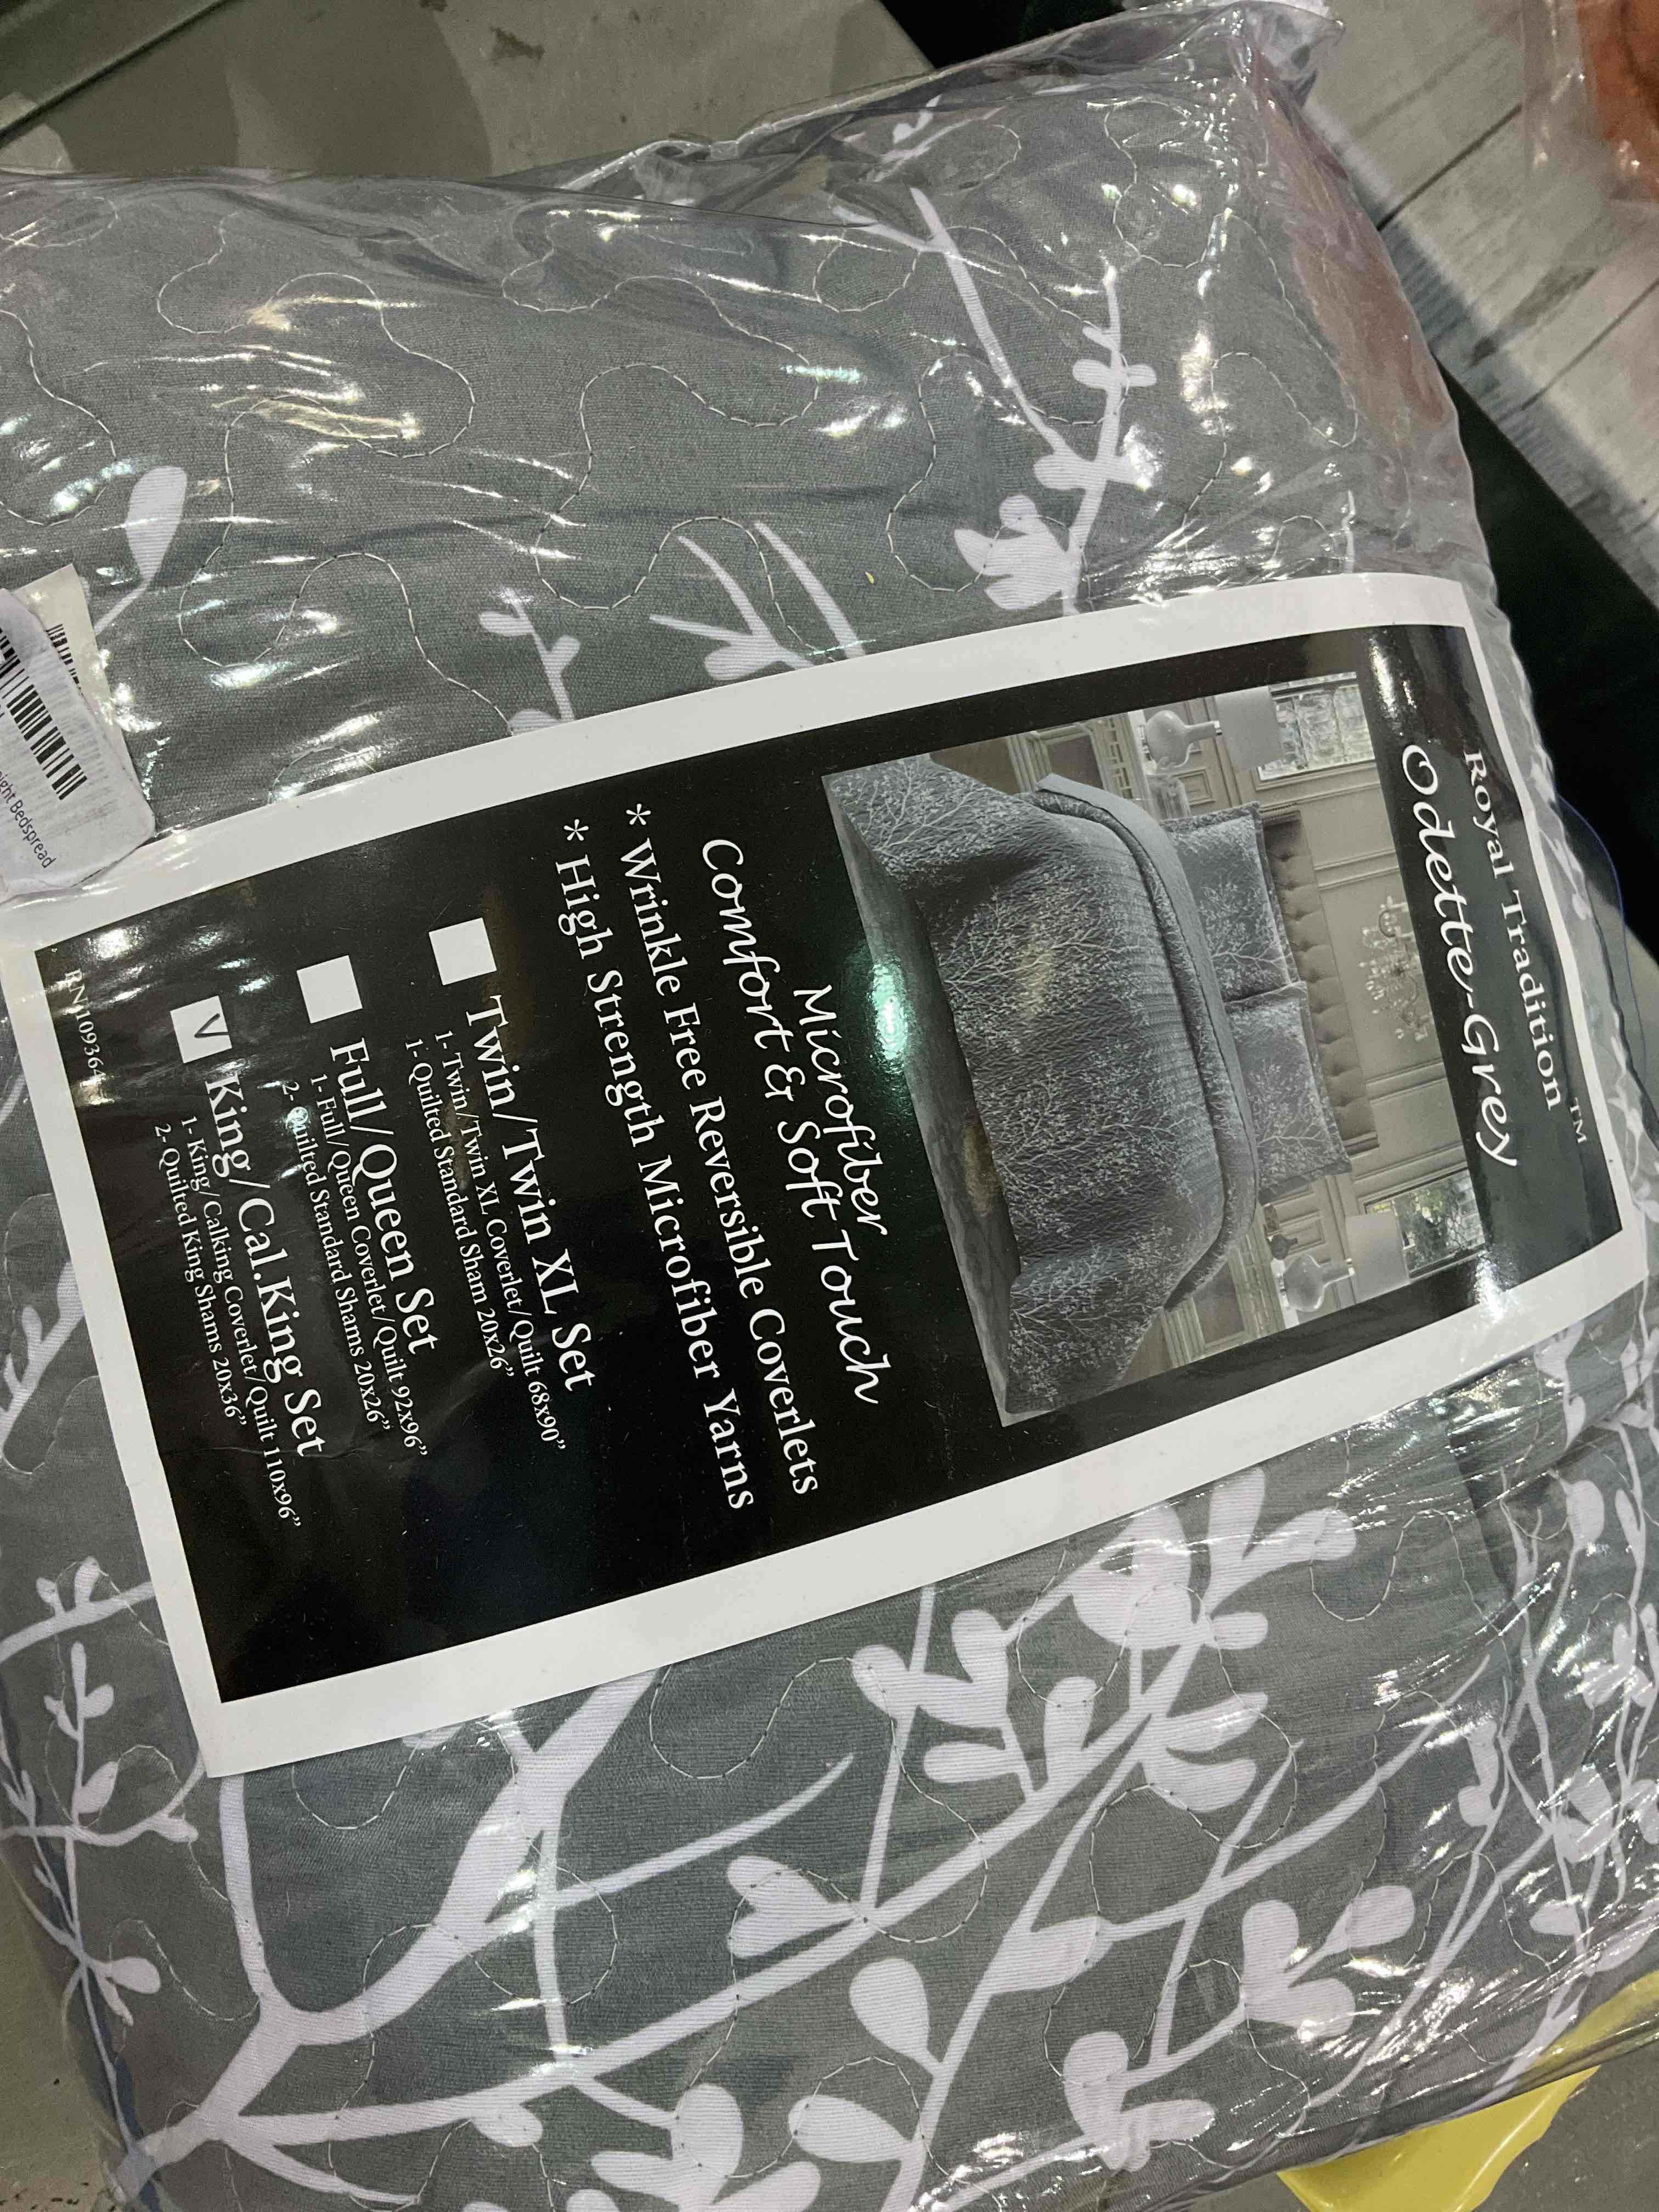 Royal Tradition™
Odette-Grey
Microfiber
Comfort & Soft Touch
* Wrinkle Free Reversible Coverlets
* High Strength Microfiber Yarns
Twin/Twin XL Set
1- Twin/Twin XL Coverlet/Quilt 68x90”
1- Quilted Standard Sham 20x26”
Full/Queen Set
1- Full/Queen Coverlet/Quilt 92x96”
2- Quilted Standard Shams 20x26”
King/Cal.King Set
1- King/Calking Coverlet/Quilt 110x96”
2- Quilted King Shams 20x36”
Bedspread